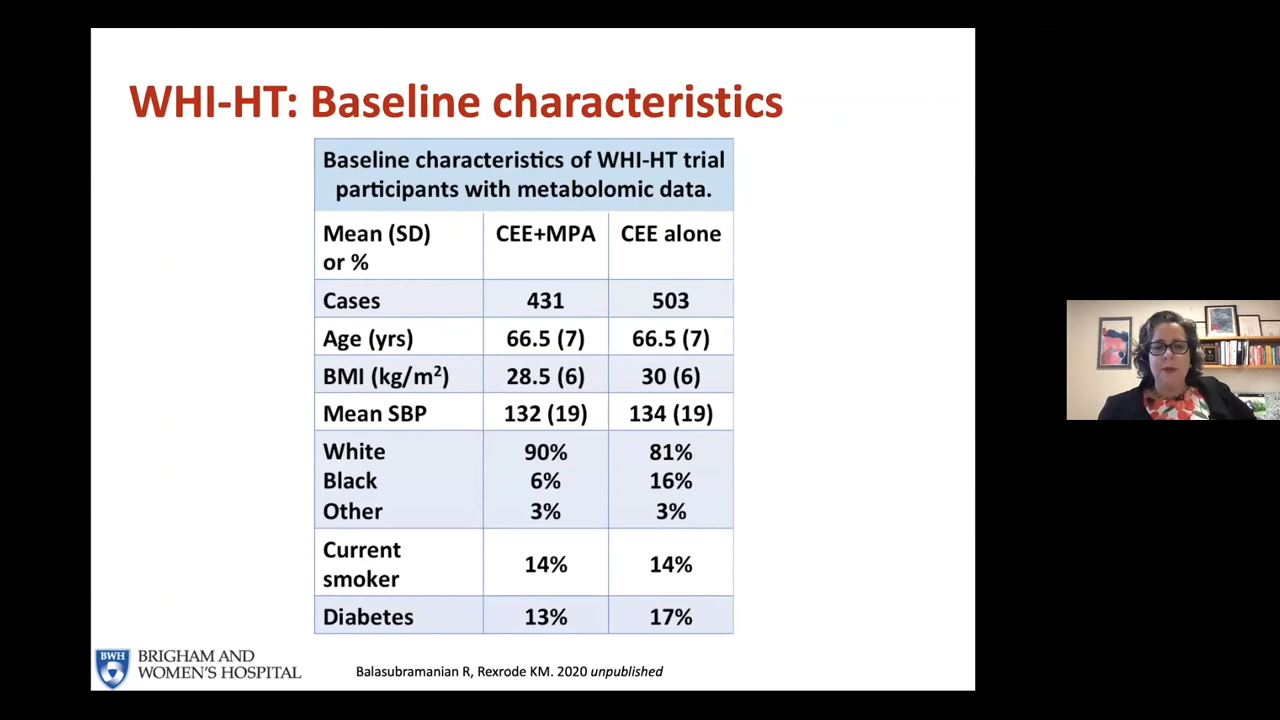 WHI-HT: Baseline characteristics
Baseline characteristics of WHI-HT trial
participants with metabolomic data.
Mean (SD)
or %
CEE+MPA
CEE alone
Cases 431 503
Age (yrs) 66.5 (7) 66.5 (7)
BMI (kg/m²) 28.5 (6) 30 (6)
Mean SBP 132 (19) 134 (19)
White 90% 81%
Black 6% 16%
Other 3% 3%
Current
smoker
14% 14%
Diabetes 13% 17%
BWH
BRIGHAM AND
WOMEN'S HOSPITAL
Balasubramanian R, Rexrode KM. 2020 unpublished